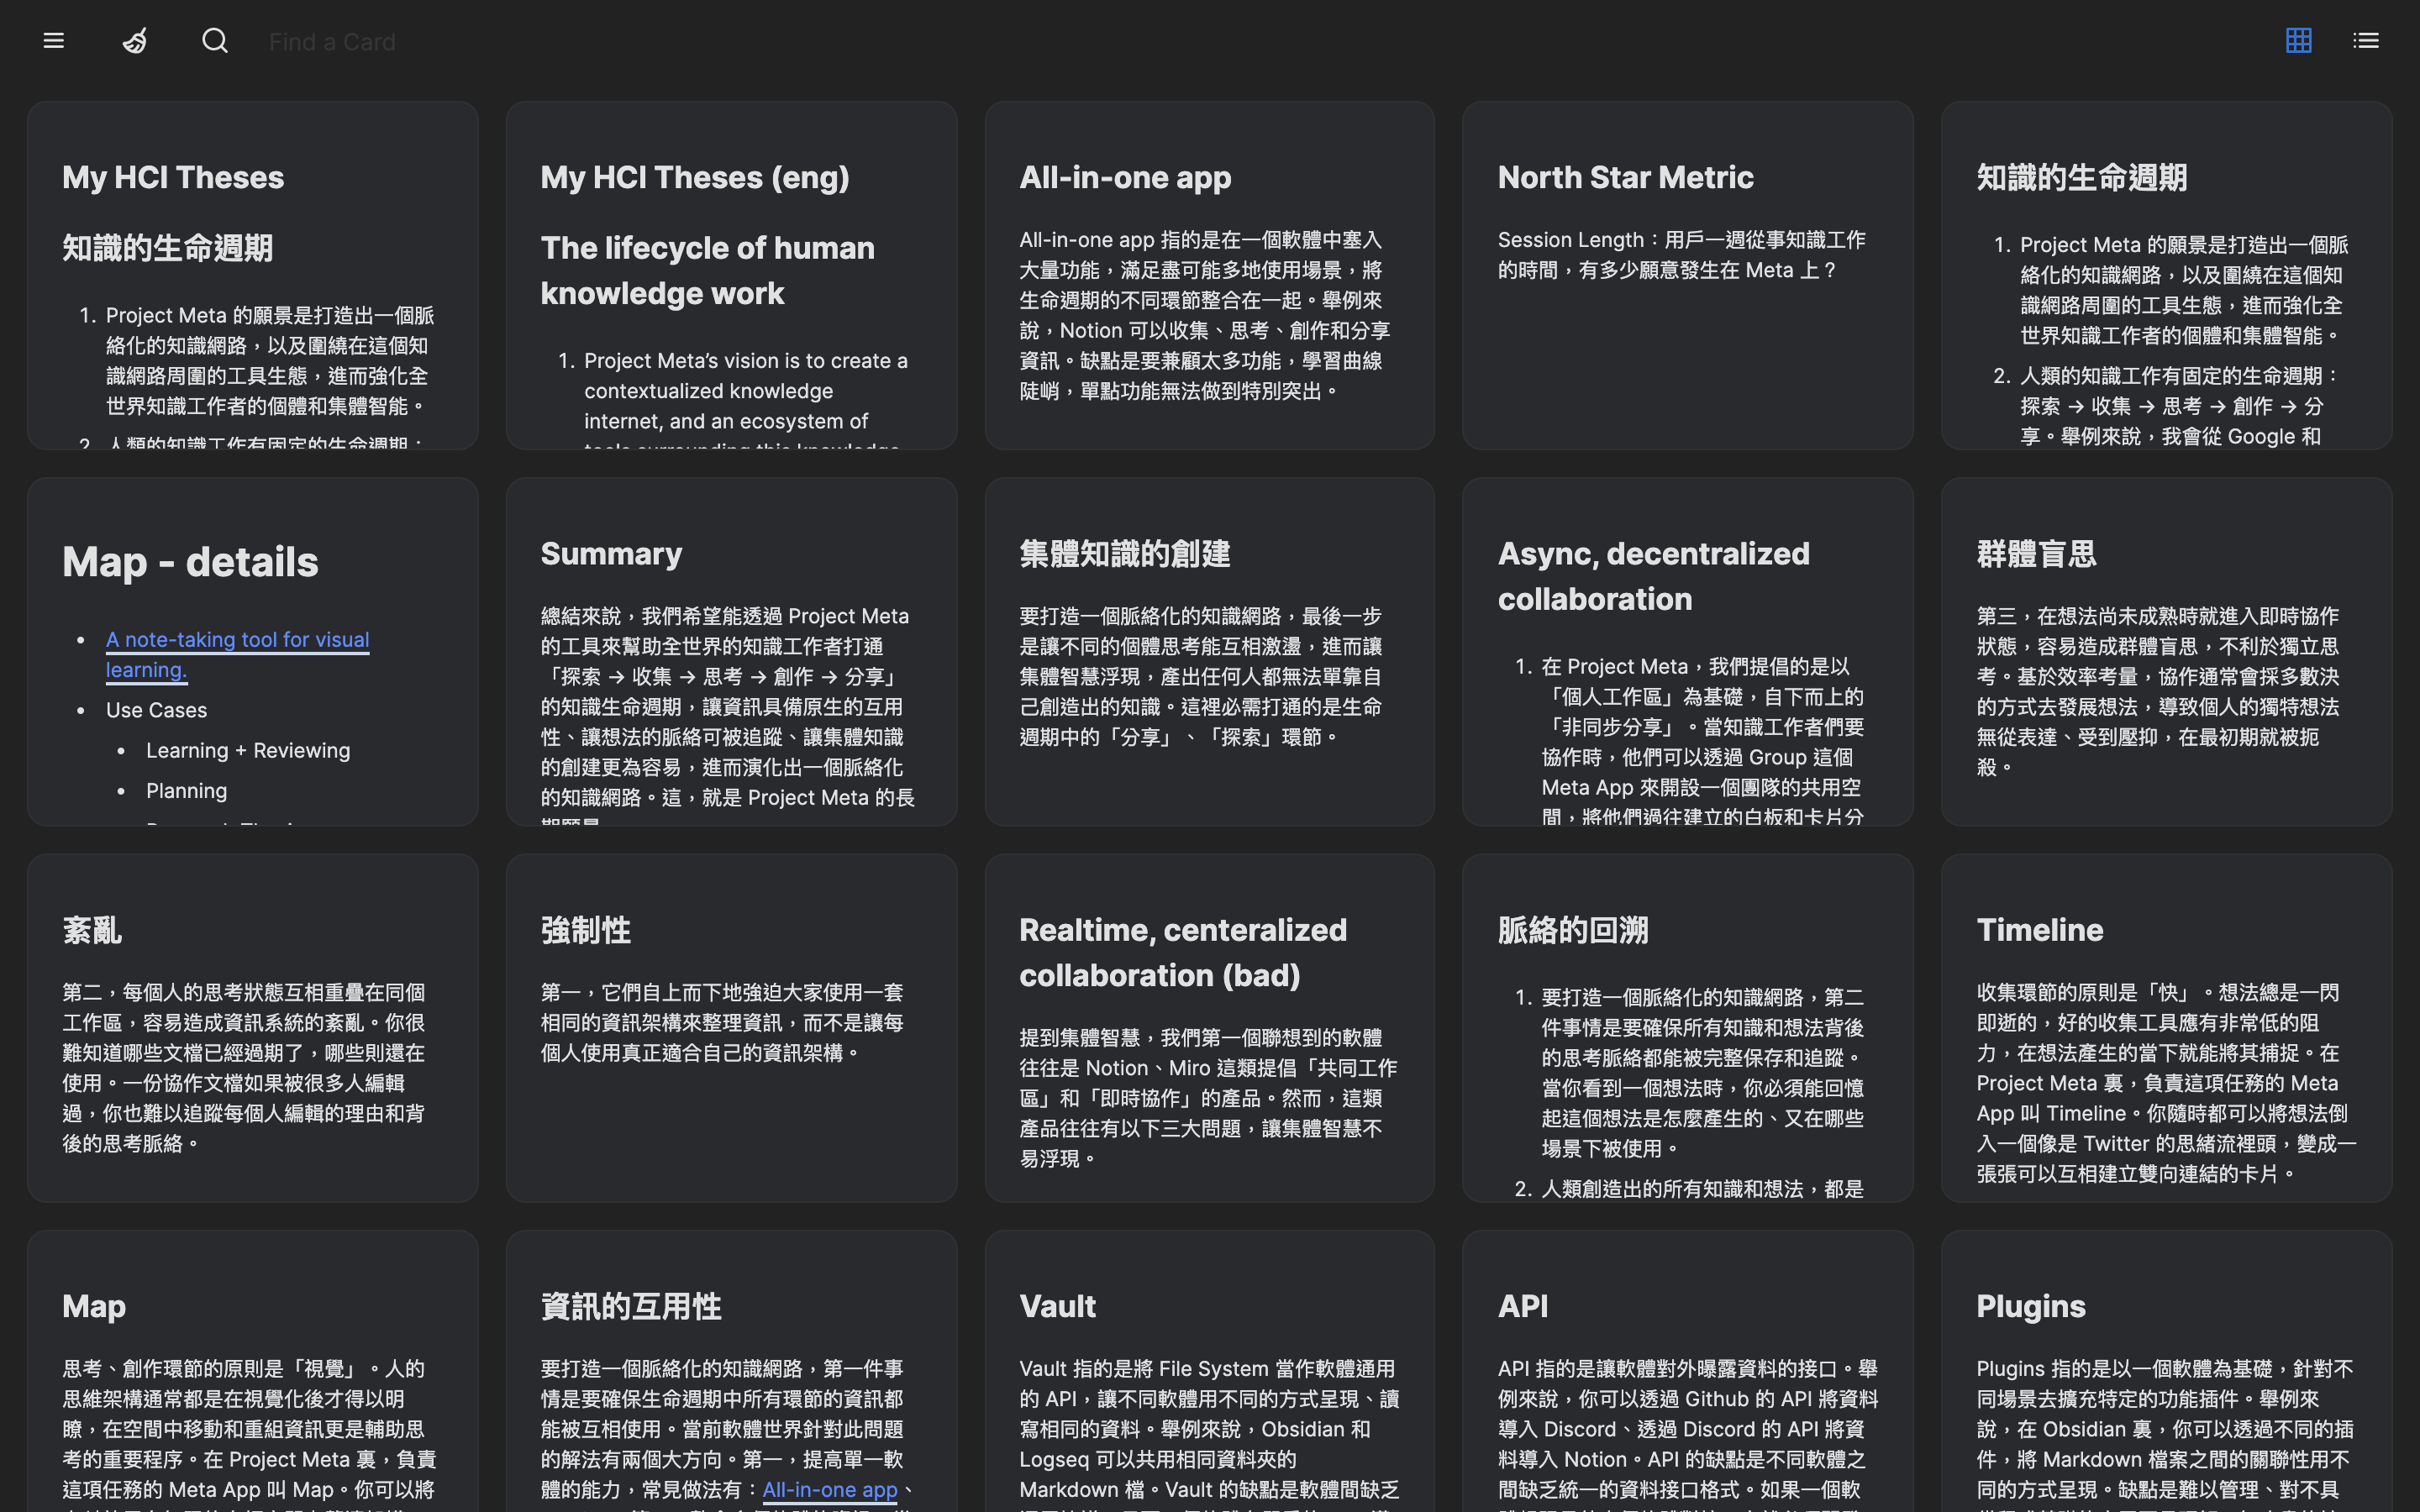 Find a Card
My HCI Theses
知識的生命週期
1. Project Meta 的願景是打造出一個脈
絡化的知識網路，以及圍繞在這個知
識網路周圍的工具生態，進而強化全
世界知識工作者的個體和集體智能。
2. 人類的知識工作有固定的生命週期：
My HCI Theses (eng)
The lifecycle of human
knowledge work
1. Project Meta’s vision is to create a
contextualized knowledge
internet, and an ecosystem of
tools surrounding this knowledge
All-in-one app
All-in-one app 指的是在一個軟體中塞入
大量功能，滿足盡可能多地使用場景，將
生命週期的不同環節整合在一起。舉例來
說，Notion 可以收集、思考、創作和分享
資訊。缺點是要兼顧太多功能，學習曲線
陡峭，單點功能無法做到特別突出。
North Star Metric
Session Length：用戶一週從事知識工作
的時間，有多少願意發生在 Meta 上？
知識的生命週期
1. Project Meta 的願景是打造出一個脈
絡化的知識網路，以及圍繞在這個知
識網路周圍的工具生態，進而強化全
世界知識工作者的個體和集體智能。
2. 人類的知識工作有固定的生命週期：
探索 → 收集 → 思考 → 創作 → 分
享。舉例來說，我會從 Google 和
Map - details
• A note-taking tool for visual
learning.
• Use Cases
• Learning + Reviewing
• Planning
Summary
總結來說，我們希望能透過 Project Meta
的工具來幫助全世界的知識工作者打通
「探索 → 收集 → 思考 → 創作 → 分享」
的知識生命週期，讓資訊具備原生的互用
性、讓想法的脈絡可被追蹤、讓集體知識
的創建更為容易，進而演化出一個脈絡化
的知識網路。這，就是 Project Meta 的長
期願景
集體知識的創建
要打造一個脈絡化的知識網路，最後一步
是讓不同的個體思考能互相激盪，進而讓
集體智慧浮現，產出任何人都無法單靠自
己創造出的知識。這裡必需打通的是生命
週期中的「分享」、「探索」環節。
Async, decentralized
collaboration
1. 在 Project Meta，我們提倡的是以
「個人工作區」為基礎，自下而上的
「非同步分享」。當知識工作者們要
協作時，他們可以透過 Group 這個
Meta App 來開設一個團隊的共用空
間，將他們過往建立的白板和卡片分
群體盲思
第三，在想法尚未成熟時就進入即時協作
狀態，容易造成群體盲思，不利於獨立思
考。基於效率考量，協作通常會採多數決
的方式去發展想法，導致個人的獨特想法
無從表達、受到壓抑，在最初期就被扼
殺。
紊亂
第二，每個人的思考狀態互相重疊在同個
工作區，容易造成資訊系統的紊亂。你很
難知道哪些文檔已經過期了，哪些則還在
使用。一份協作文檔如果被很多人編輯
過，你也難以追蹤每個人編輯的理由和背
後的思考脈絡。
強制性
第一，它們自上而下地強迫大家使用一套
相同的資訊架構來整理資訊，而不是讓每
個人使用真正適合自己的資訊架構。
Realtime, centeralized
collaboration (bad)
提到集體智慧，我們第一個聯想到的軟體
往往是 Notion、Miro 這類提倡「共同工作
區」和「即時協作」的產品。然而，這類
產品往往有以下三大問題，讓集體智慧不
易浮現。
脈絡的回溯
1. 要打造一個脈絡化的知識網路，第二
件事情是要確保所有知識和想法背後
的思考脈絡都能被完整保存和追蹤。
當你看到一個想法時，你必須能回憶
起這個想法是怎麼產生的、又在哪些
場景下被使用。
2. 人類創造出的所有知識和想法，都是
Timeline
收集環節的原則是「快」。想法總是一閃
即逝的，好的收集工具應有非常低的阻
力，在想法產生的當下就能將其捕捉。在
Project Meta 裏，負責這項任務的 Meta
App 叫 Timeline。你隨時都可以將想法倒
入一個像是 Twitter 的思緒流裡頭，變成一
張張可以互相建立雙向連結的卡片。
Map
思考、創作環節的原則是「視覺」。人的
思維架構通常都是在視覺化後才得以明
瞭，在空間中移動和重組資訊更是輔助思
考的重要程序。在 Project Meta 裏，負責
這項任務的 Meta App 叫 Map。你可以將
資訊的互用性
要打造一個脈絡化的知識網路，第一件事
情是要確保生命週期中所有環節的資訊都
能被互相使用。當前軟體世界針對此問題
的解法有兩個大方向。第一，提高單一軟
體的能力，常見做法有：All-in-one app、
Vault
Vault 指的是將 File System 當作軟體通用
的 API，讓不同軟體用不同的方式呈現、讀
寫相同的資料。舉例來說，Obsidian 和
Logseq 可以共用相同資料夾的
Markdown 檔。Vault 的缺點是軟體間缺乏
API
API 指的是讓軟體對外曝露資料的接口。舉
例來說，你可以透過 Github 的 API 將資料
導入 Discord、透過 Discord 的 API 將資
料導入 Notion。API 的缺點是不同軟體之
間缺乏統一的資料接口格式。如果一個軟
Plugins
Plugins 指的是以一個軟體為基礎，針對不
同場景去擴充特定的功能插件。舉例來
說，在 Obsidian 裏，你可以透過不同的插
件，將 Markdown 檔案之間的關聯性用不
同的方式呈現。缺點是難以管理、對不具